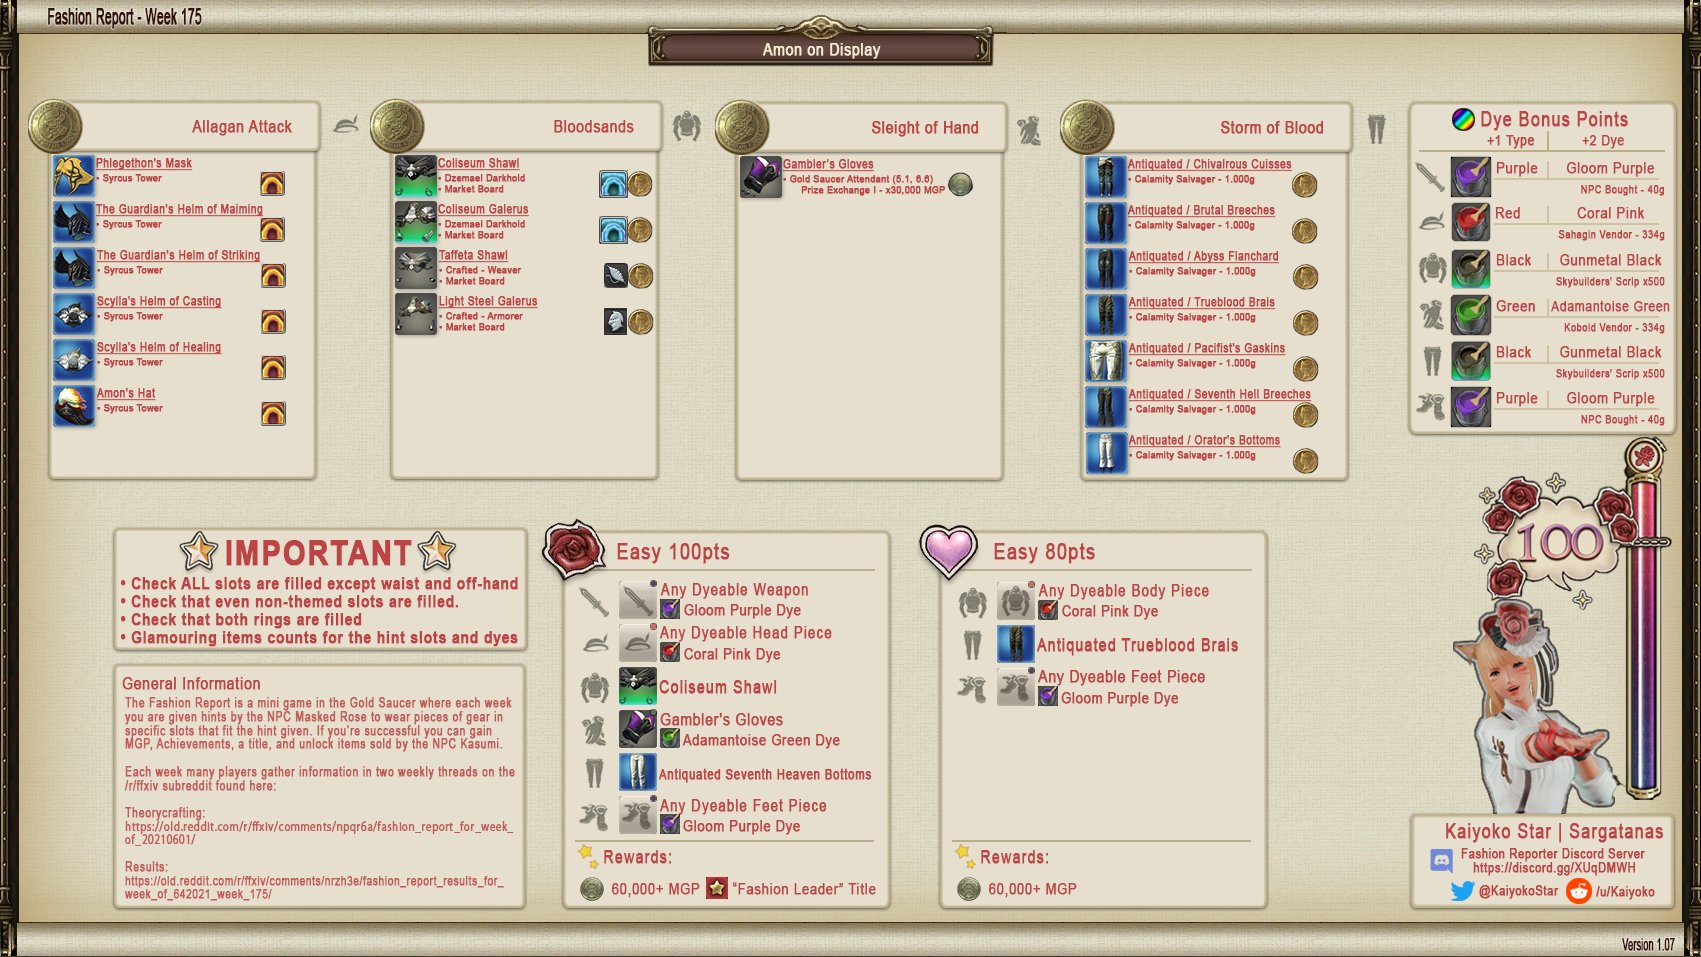 Fashion Report - Week 175
Amon on Display
Allagan Attack
Phlegethon's Mask
• Syrous Tower
The Guardian's Helm of Maiming
• Syrous Tower
The Guardian's Helm of Striking
• Syrous Tower
Scylla's Helm of Casting
• Syrous Tower
Scylla's Helm of Healing
• Syrous Tower
Amon's Hat
• Syrous Tower
Bloodsands
Coliseum Shawl
• Dzemael Darkhold
• Market Board
Coliseum Galerus
• Dzemael Darkhold
• Market Board
Taffeta Shawl
• Crafted - Weaver
• Market Board
Light Steel Galerus
• Crafted - Armorer
• Market Board
Sleight of Hand
Gambler's Gloves
• Gold Saucer Attendant (5.1, 6.6)
Prize Exchange I - x30,000 MGP
Storm of Blood
Antiquated / Chivalrous Cuisses
• Calamity Salvager - 1.000g
Antiquated / Brutal Breeches
• Calamity Salvager - 1.000g
Antiquated / Abyss Flanchard
• Calamity Salvager - 1.000g
Antiquated / Trueblood Brais
• Calamity Salvager - 1.000g
Antiquated / Pacifist's Gaskins
• Calamity Salvager - 1.000g
Antiquated / Seventh Hell Breeches
• Calamity Salvager - 1.000g
Antiquated / Orator's Bottoms
• Calamity Salvager - 1.000g
Dye Bonus Points
+1 Type +2 Dye
Purple Gloom Purple
NPC Bought - 40g
Red Coral Pink
Sahagin Vendor - 334g
Black Gunmetal Black
Skybuilders' Scrip x500
Green Adamantoise Green
Kobold Vendor - 334g
Black Gunmetal Black
Skybuilders' Scrip x500
Purple Gloom Purple
NPC Bought - 40g
IMPORTANT
• Check ALL slots are filled except waist and off-hand
• Check that even non-themed slots are filled.
• Check that both rings are filled
• Glamouring items counts for the hint slots and dyes
General Information
The Fashion Report is a mini game in the Gold Saucer where each week
you are given hints by the NPC Masked Rose to wear pieces of gear in
specific slots that fit the hint given. If you're successful you can gain
MGP, Achievements, a title, and unlock items sold by the NPC Kasumi.
Each week many players gather information in two weekly threads on the
/r/ffxiv subreddit found here:
Theorycrafting:
https://old.reddit.com/r/ffxiv/comments/npqr6a/fashion_report_for_week_
of_20210601/
Results:
https://old.reddit.com/r/ffxiv/comments/nrzh3e/fashion_report_results_for_
week_of_642021_week_175/
Easy 100pts
Any Dyeable Weapon
Gloom Purple Dye
Any Dyeable Head Piece
Coral Pink Dye
Coliseum Shawl
Gambler's Gloves
Adamantoise Green Dye
Antiquated Seventh Heaven Bottoms
Any Dyeable Feet Piece
Gloom Purple Dye
Rewards:
60,000+ MGP "Fashion Leader" Title
Easy 80pts
Any Dyeable Body Piece
Coral Pink Dye
Antiquated Trueblood Brais
Any Dyeable Feet Piece
Gloom Purple Dye
Rewards:
60,000+ MGP
100
Kaiyoko Star | Sargatanas
Fashion Reporter Discord Server
https://discord.gg/XUqDMWH
@KaiyokoStar /u/Kaiyoko
Version 1.07